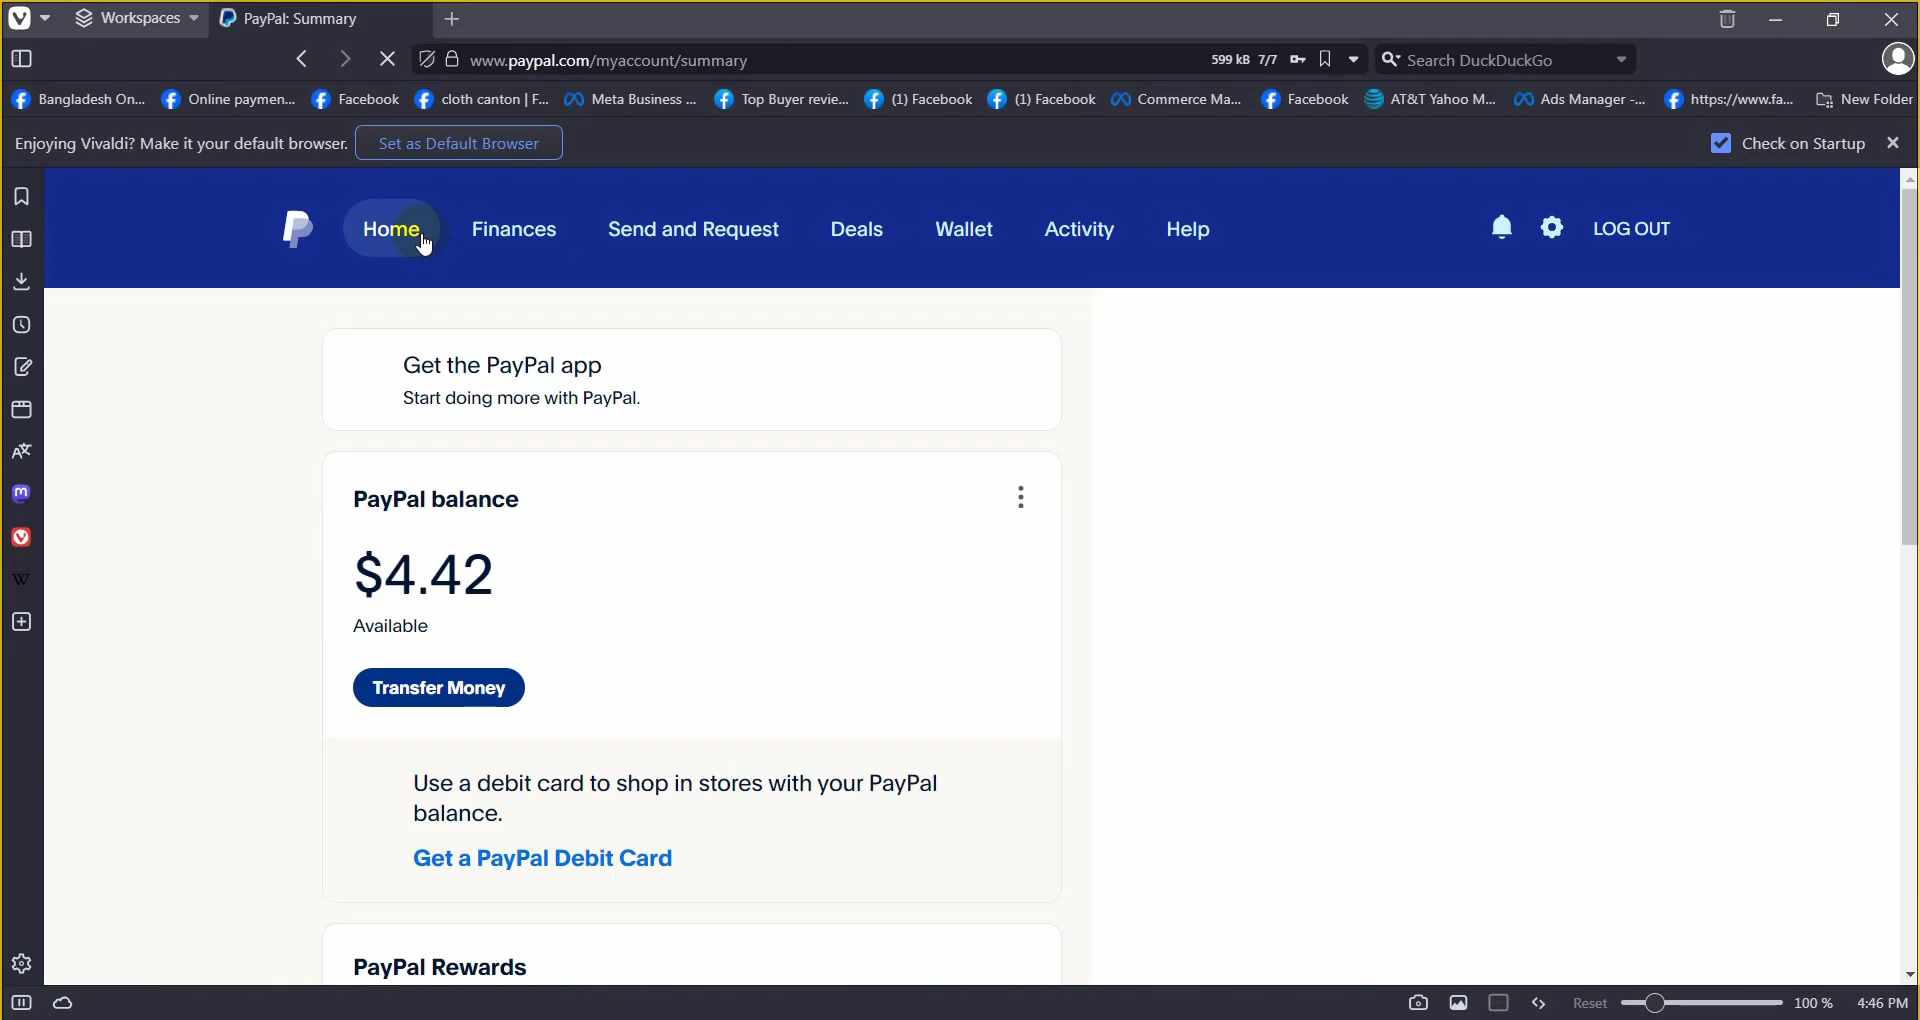 Workspaces
PayPal: Summary
www.paypal.com/myaccount/summary
599 kB 7/7
Search DuckDuckGo
Bangladesh On...
Online paymen...
Facebook
cloth canton | F...
Meta Business ...
Top Buyer revie...
(1) Facebook
(1) Facebook
Commerce Ma...
Facebook
AT&T Yahoo M...
Ads Manager -...
https://www.fa...
New Folder
Enjoying Vivaldi? Make it your default browser.
Set as Default Browser
Check on Startup
Home
Finances
Send and Request
Deals
Wallet
Activity
Help
LOG OUT
Get the PayPal app
Start doing more with PayPal.
PayPal balance
$4.42
Available
Transfer Money
Use a debit card to shop in stores with your PayPal
balance.
Get a PayPal Debit Card
PayPal Rewards
W
Reset
100 %
4:46 PM